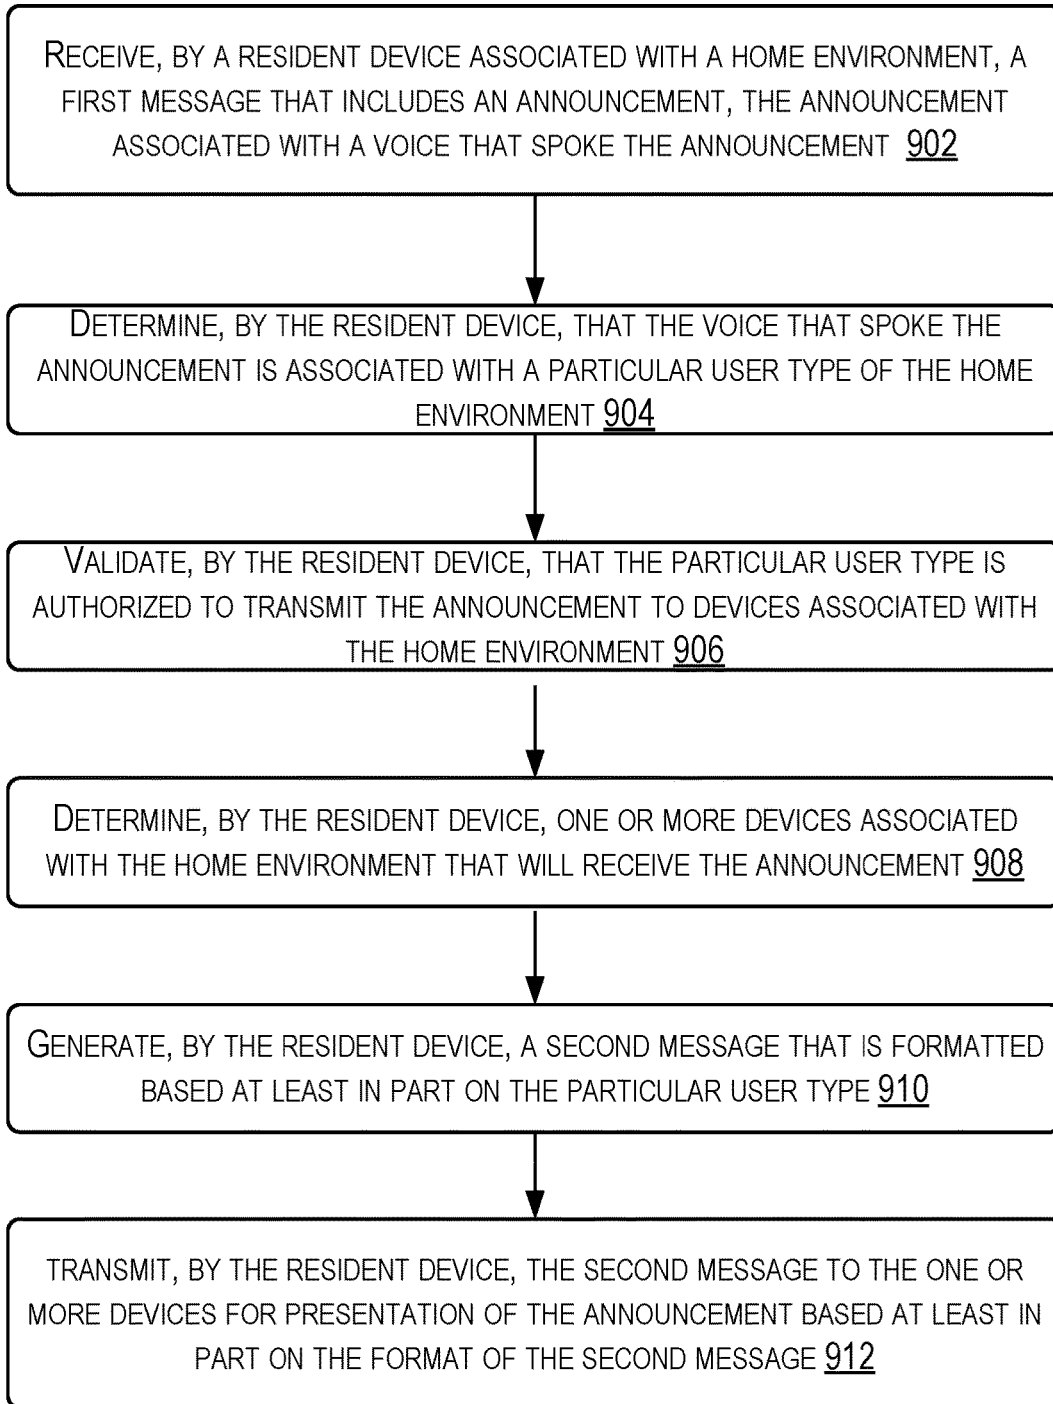 RECEIVE, BY A RESIDENT DEVICE ASSOCIATED WITH A HOME ENVIRONMENT, A
FIRST MESSAGE THAT INCLUDES AN ANNOUNCEMENT, THE ANNOUNCEMENT
ASSOCIATED WITH A VOICE THAT SPOKE THE ANNOUNCEMENT 902
DETERMINE, BY THE RESIDENT DEVICE, THAT THE VOICE THAT SPOKE THE
ANNOUNCEMENT IS ASSOCIATED WITH A PARTICULAR USER TYPE OF THE HOME
ENVIRONMENT 904
VALIDATE, BY THE RESIDENT DEVICE, THAT THE PARTICULAR USER TYPE IS
AUTHORIZED TO TRANSMIT THE ANNOUNCEMENT TO DEVICES ASSOCIATED WITH
THE HOME ENVIRONMENT 906
DETERMINE, BY THE RESIDENT DEVICE, ONE OR MORE DEVICES ASSOCIATED
WITH THE HOME ENVIRONMENT THAT WILL RECEIVE THE ANNOUNCEMENT 908
GENERATE, BY THE RESIDENT DEVICE, A SECOND MESSAGE THAT IS FORMATTED
BASED AT LEAST IN PART ON THE PARTICULAR USER TYPE 910
TRANSMIT, BY THE RESIDENT DEVICE, THE SECOND MESSAGE TO THE ONE OR
MORE DEVICES FOR PRESENTATION OF THE ANNOUNCEMENT BASED AT LEAST IN
PART ON THE FORMAT OF THE SECOND MESSAGE 912